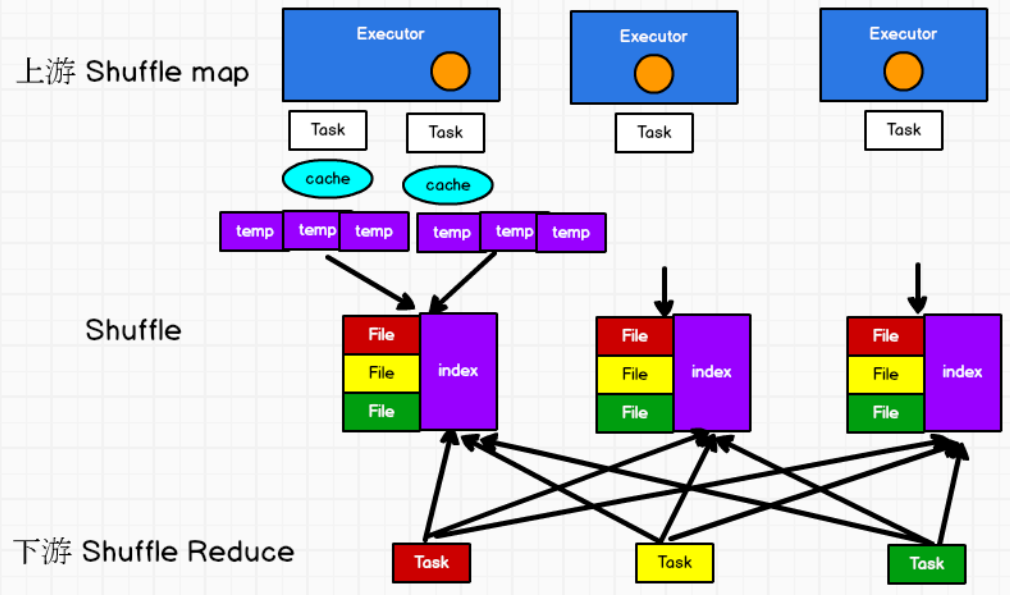 Executor
Executor
Executor
上游 Shuffle map
Task
Task
Task
Task
cache
cache
temp
temp
temp
temp
temp
temp
Shuffle
File
File
File
index
File
File
File
index
File
File
File
index
下游 Shuffle Reduce
Task
Task
Task